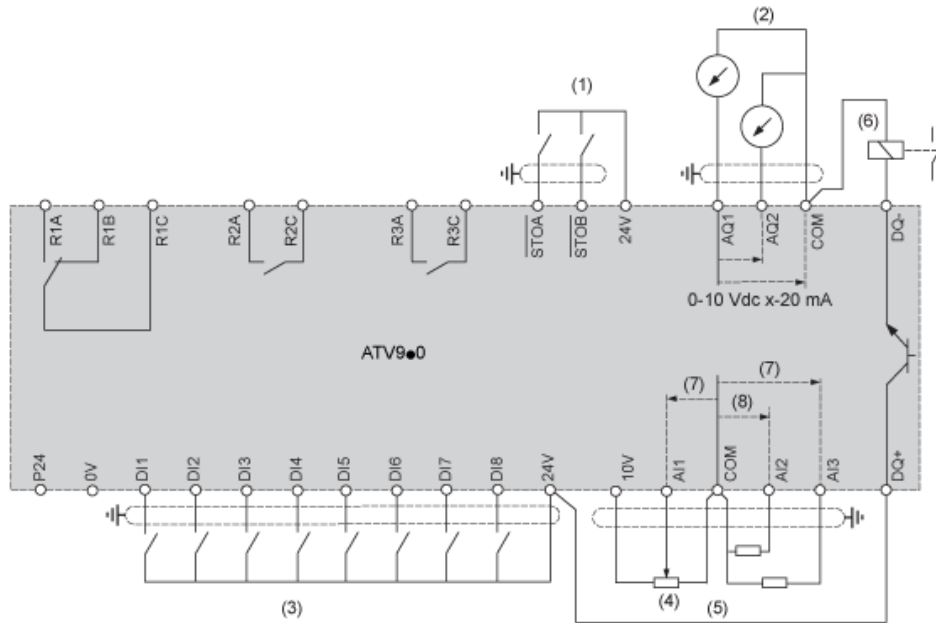 (2)
(1)
(6)
R1A
R1B
R1C
R2A
R2C
R3A
R3C
STOA
STOB
24V
AQ1
AQ2
COM
DQ-
0-10 Vdc x-20 mA
ATV9●0
(7)
(7)
(8)
P24
0V
DI1
DI2
DI3
DI4
DI5
DI6
DI7
DI8
24V
10V
AI1
COM
AI2
AI3
DQ+
(3)
(4)
(5)